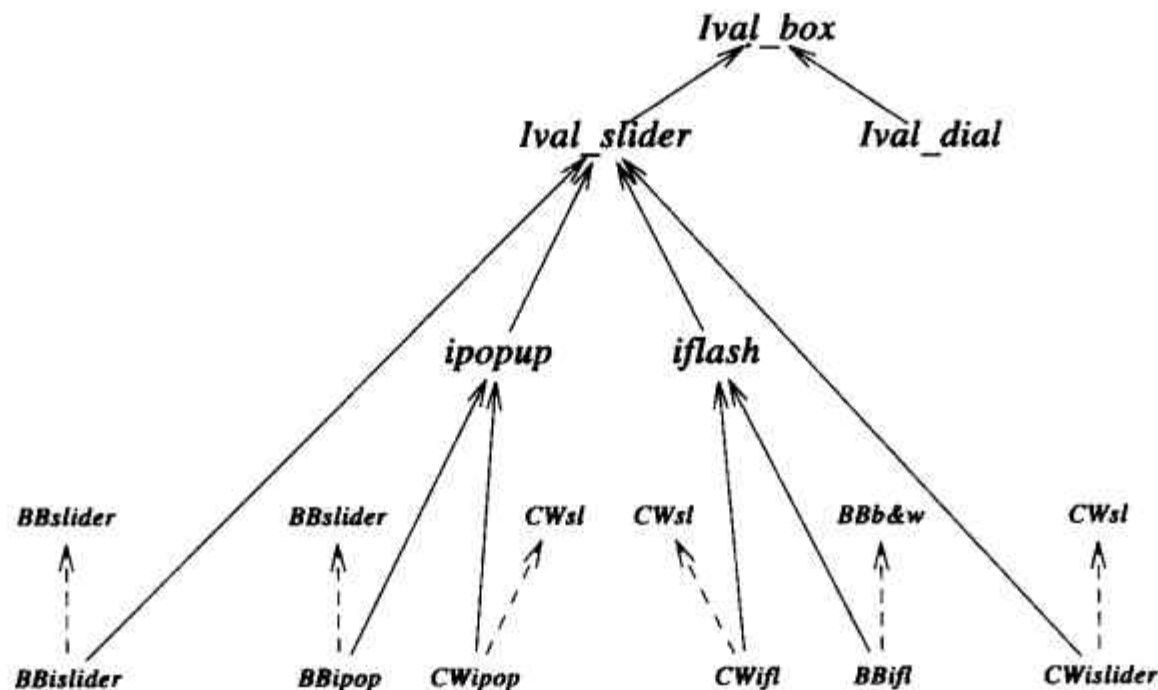 Ival_box
Ival_slider Ival_dial
ipopup iflash
BBslider BBslider CWsl CWsl BBb&w CWsl
BBislider BBipop CWipop CWifl BBifl CWislider